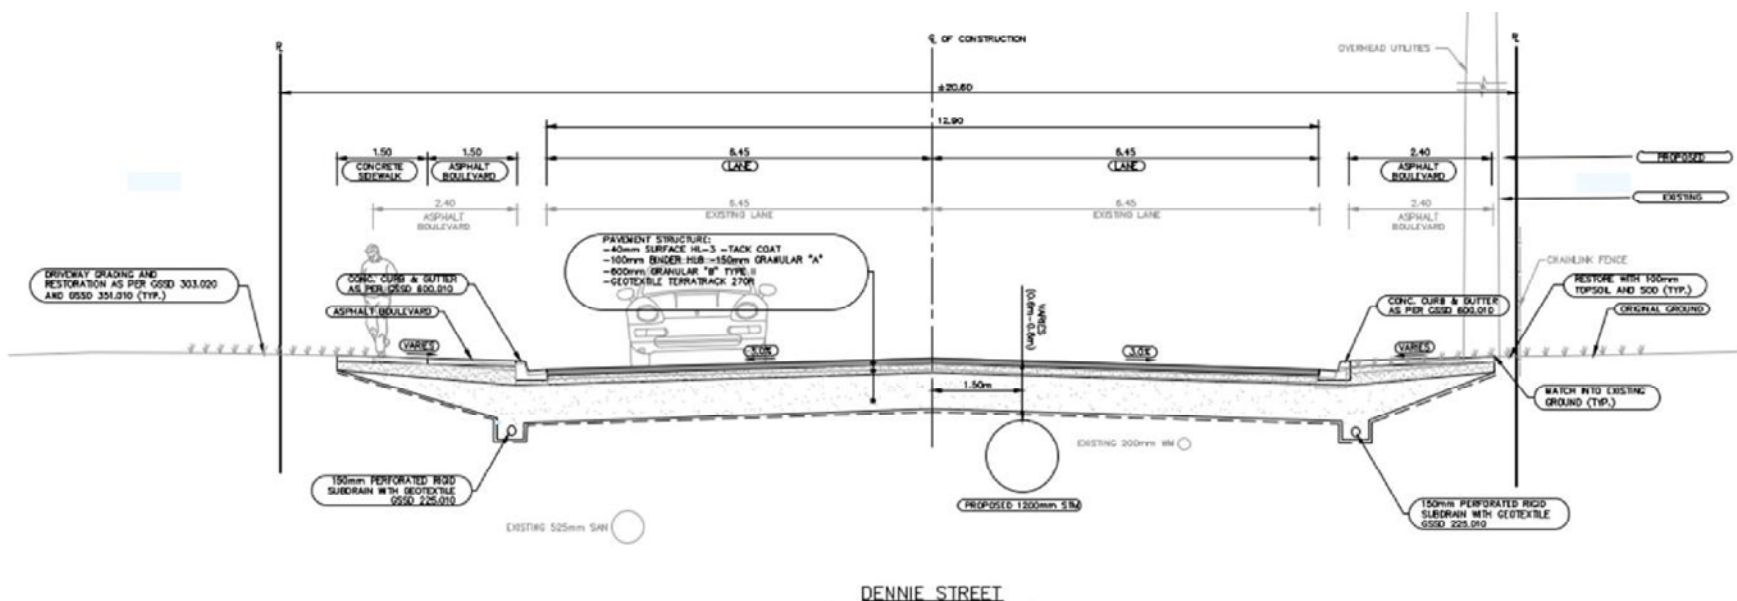 ℄ OF CONSTRUCTION
OVERHEAD UTILITIES
±20.60
12.90
1.50
CONCRETE
SIDEWALK
1.50
ASPHALT
BOULEVARD
6.45
LANE
6.45
LANE
2.40
ASPHALT
BOULEVARD
PROPOSED
2.40
ASPHALT
BOULEVARD
6.45
EXISTING LANE
6.45
EXISTING LANE
2.40
ASPHALT
BOULEVARD
EXISTING
PAVEMENT STRUCTURE:
-40mm SURFACE HL-3 -TACK COAT
-100mm BINDER HL8 -150mm GRANULAR "A"
-600mm GRANULAR "B" TYPE II
-GEOTEXTILE TERRATRACK 270R
DRIVEWAY GRADING AND
RESTORATION AS PER GSSD 303.020
AND GSSD 351.010 (TYP.)
CONC. CURB & GUTTER
AS PER GSSD 600.010
ASPHALT BOULEVARD
VARIES
(0.6m-0.8m)
CONC. CURB & GUTTER
AS PER GSSD 600.010
CHAINLINK FENCE
RESTORE WITH 100mm
TOPSOIL AND SOD (TYP.)
ORIGINAL GROUND
VARIES
3.0%
3.0%
VARIES
1.50m
MATCH INTO EXISTING
GROUND (TYP.)
EXISTING 300mm WM
150mm PERFORATED RIGID
SUBDRAIN WITH GEOTEXTILE
GSSD 225.010
PROPOSED 1200mm STM
150mm PERFORATED RIGID
SUBDRAIN WITH GEOTEXTILE
GSSD 225.010
EXISTING 525mm SAN
DENNIE STREET